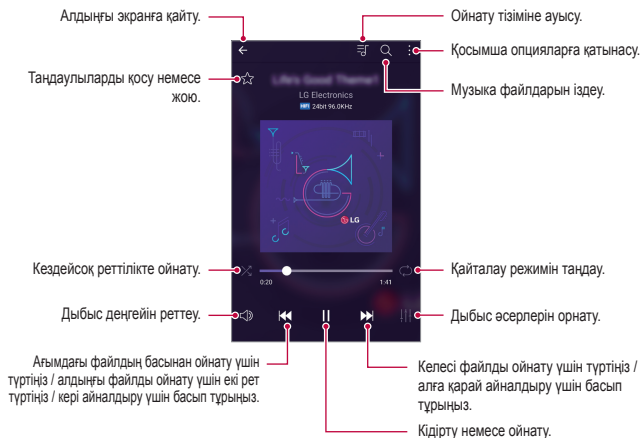 Алдыңғы экранға қайту.
Ойнату тізіміне ауысу.
Қосымша опцияларға қатынасу.
Таңдаулыларды қосу немесе
жою.
Музыка файлдарын іздеу.
Life's Good Theme1
LG Electronics
HIFI 24bit 96.0KHz
LG
Кездейсоқ реттілікте ойнату.
Қайталау режимін таңдау.
0:20
1:41
Дыбыс деңгейін реттеу.
Дыбыс әсерлерін орнату.
Ағымдағы файлдың басынан ойнату үшін
түртіңіз / алдыңғы файлды ойнату үшін екі рет
түртіңіз / кері айналдыру үшін басып тұрыңыз.
Келесі файлды ойнату үшін түртіңіз /
алға қарай айналдыру үшін басып
тұрыңыз.
Кідірту немесе ойнату.